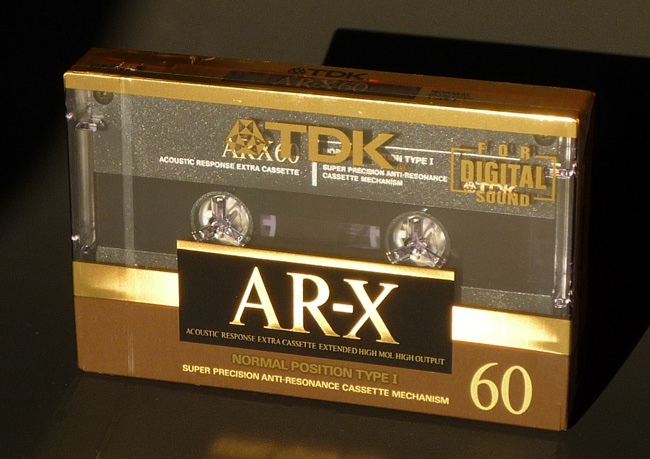 TDK
AR-X60
TDK
FOR
DIGITAL
SOUND
AR-X60
ACOUSTIC RESPONSE EXTRA CASSETTE
POSITION TYPE I
SUPER PRECISION ANTI-RESONANCE
CASSETTE MECHANISM
TDK
AR-X
ACOUSTIC RESPONSE EXTRA CASSETTE EXTENDED HIGH MOL HIGH OUTPUT
NORMAL POSITION TYPE I
SUPER PRECISION ANTI-RESONANCE CASSETTE MECHANISM
60